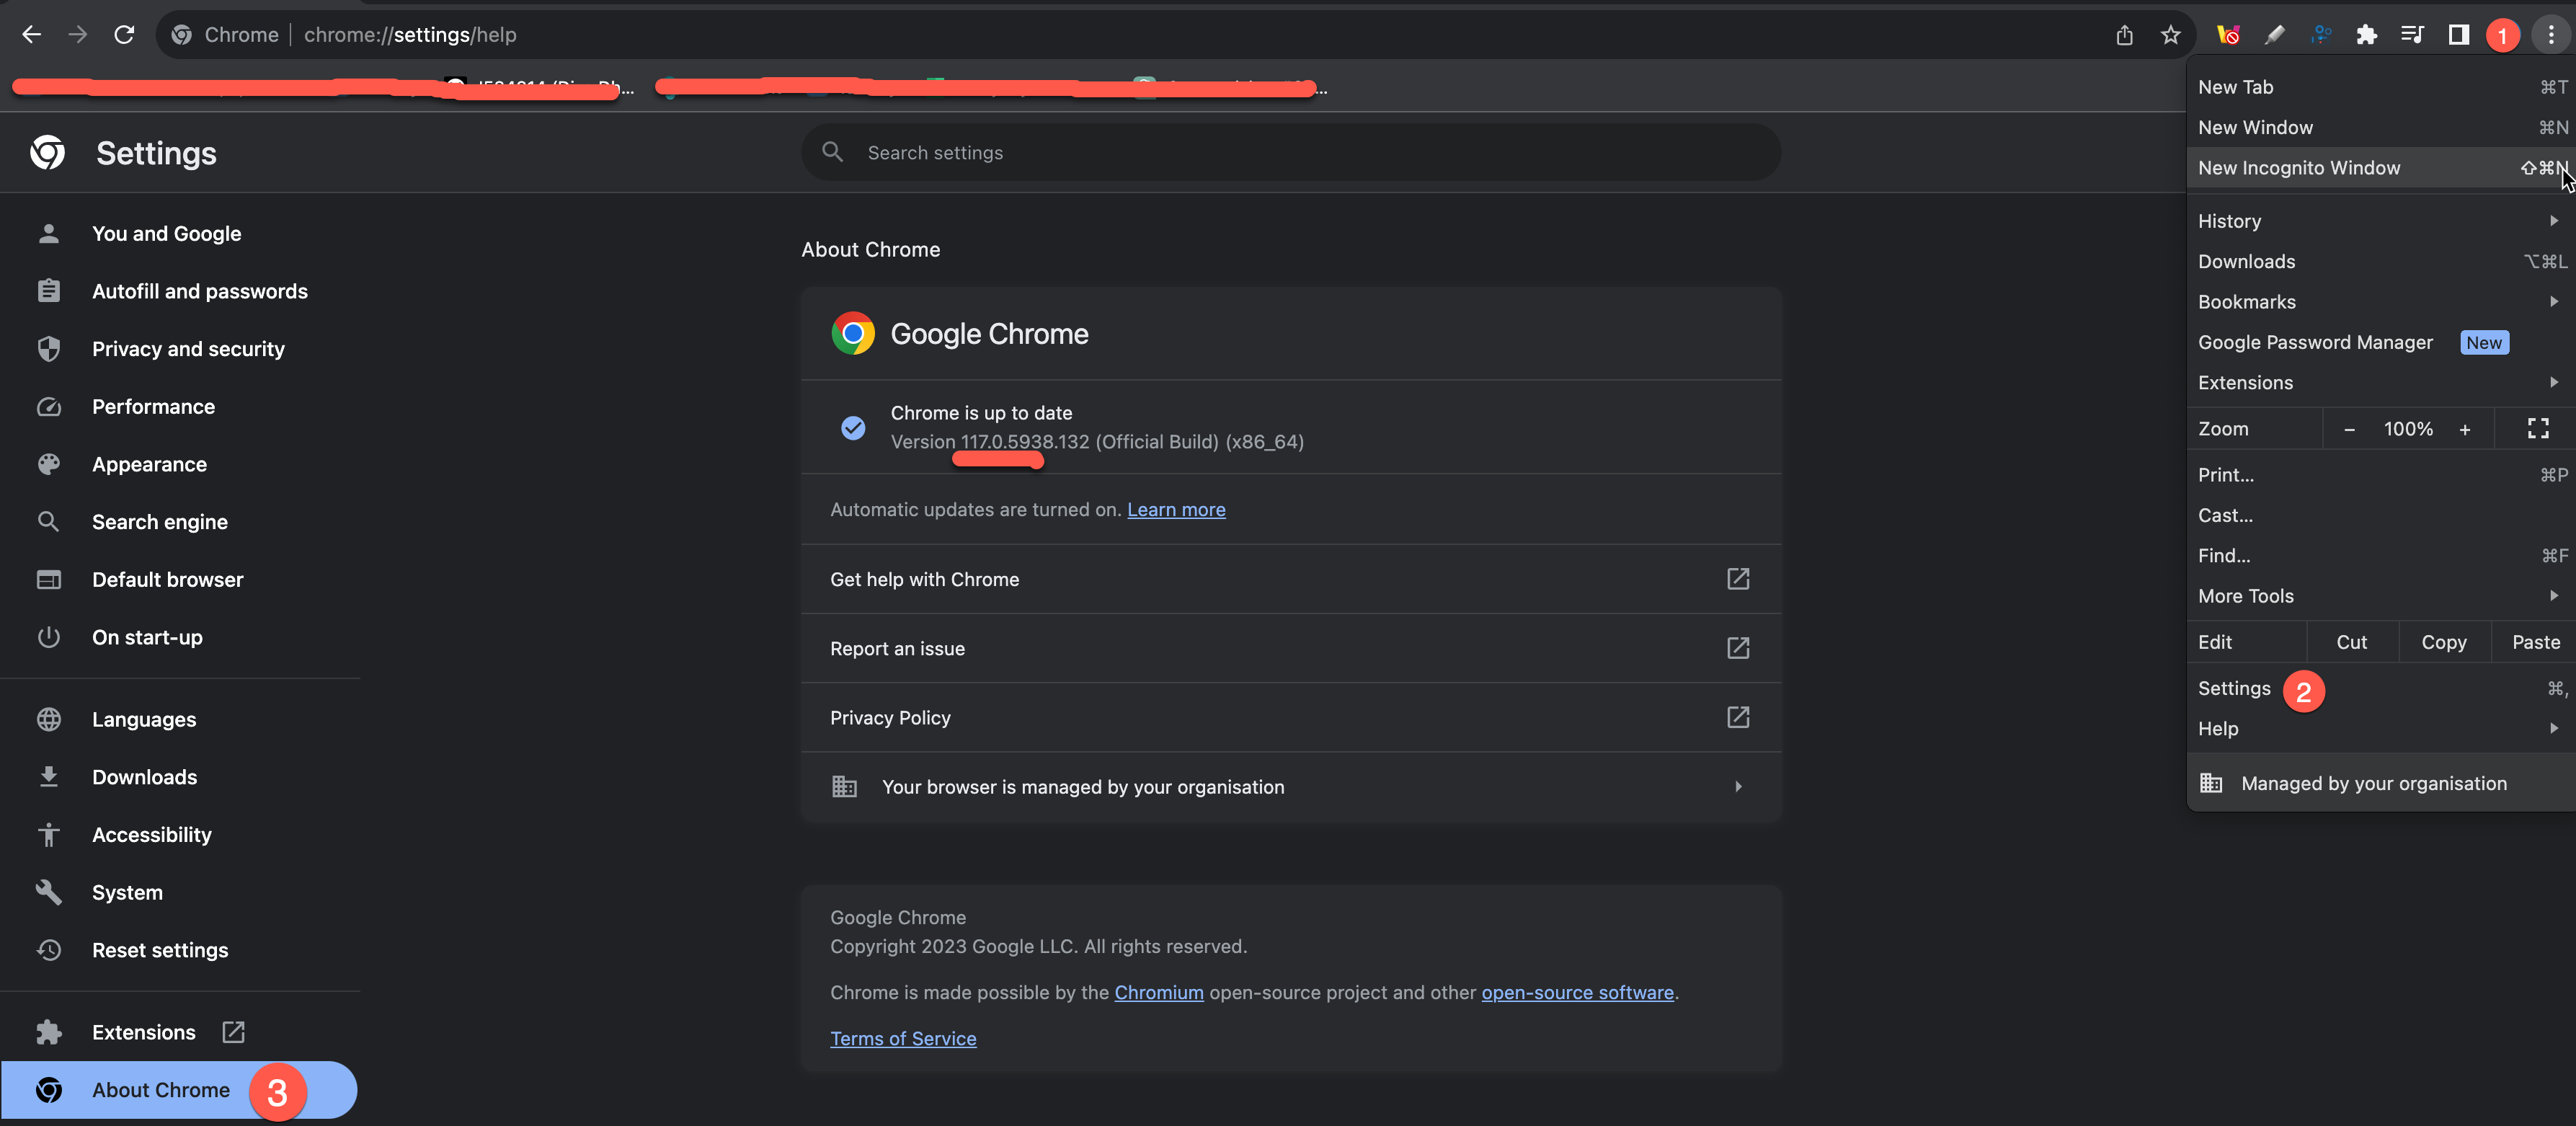 Chrome | chrome://settings/help
1
Settings
Search settings
You and Google
Autofill and passwords
Privacy and security
Performance
Appearance
Search engine
Default browser
On start-up
Languages
Downloads
Accessibility
System
Reset settings
Extensions
About Chrome 3
About Chrome
Google Chrome
Chrome is up to date
Version 117.0.5938.132 (Official Build) (x86_64)
Automatic updates are turned on. Learn more
Get help with Chrome
Report an issue
Privacy Policy
Your browser is managed by your organisation
Google Chrome
Copyright 2023 Google LLC. All rights reserved.
Chrome is made possible by the Chromium open-source project and other open-source software.
Terms of Service
New Tab ⌘T
New Window ⌘N
New Incognito Window ⇧⌘N
History
Downloads ⌥⌘L
Bookmarks
Google Password Manager New
Extensions
Zoom − 100% +
Print... ⌘P
Cast...
Find... ⌘F
More Tools
Edit Cut Copy Paste
Settings 2 ⌘,
Help
Managed by your organisation